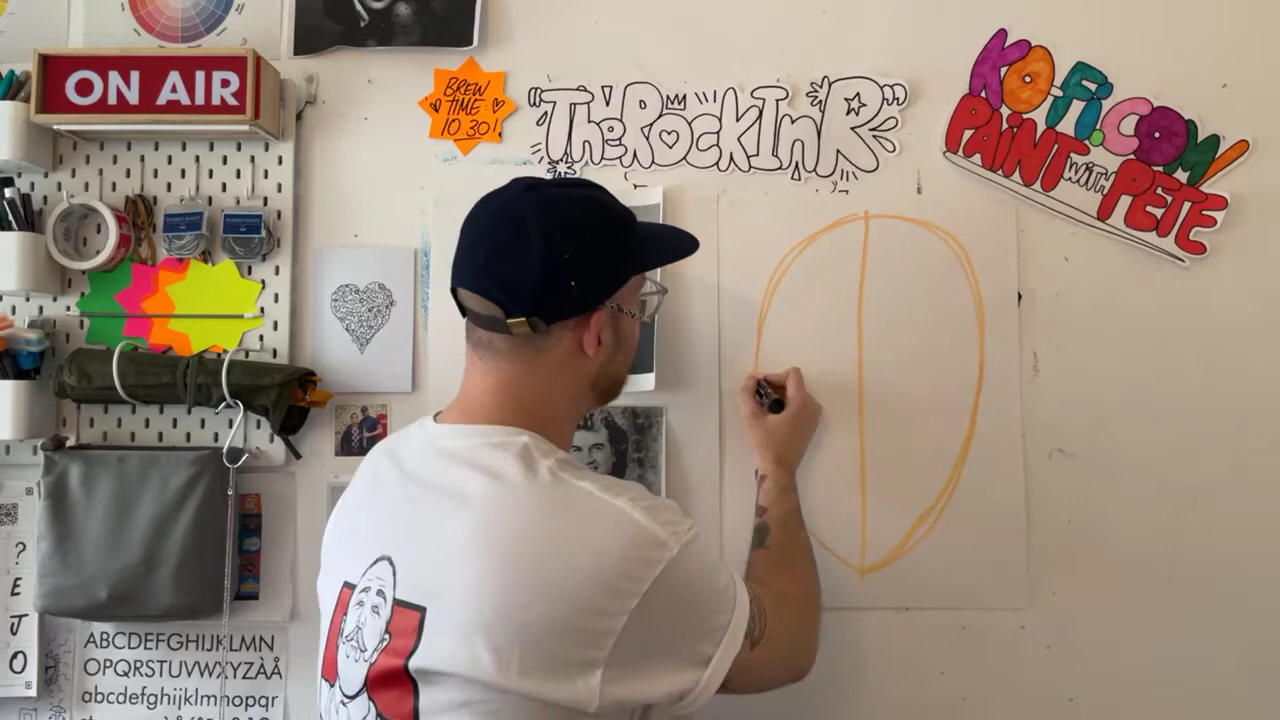 ON AIR
BREW
TIME:
10.30!
"TheRockInR"
KO-Fi.COM/
PAiNT WITH PETE
?
E
J
O
ABCDEFGHIJKLMN
OPQRSTUVWXYZÀÅ
abcdefghijklmnopqr